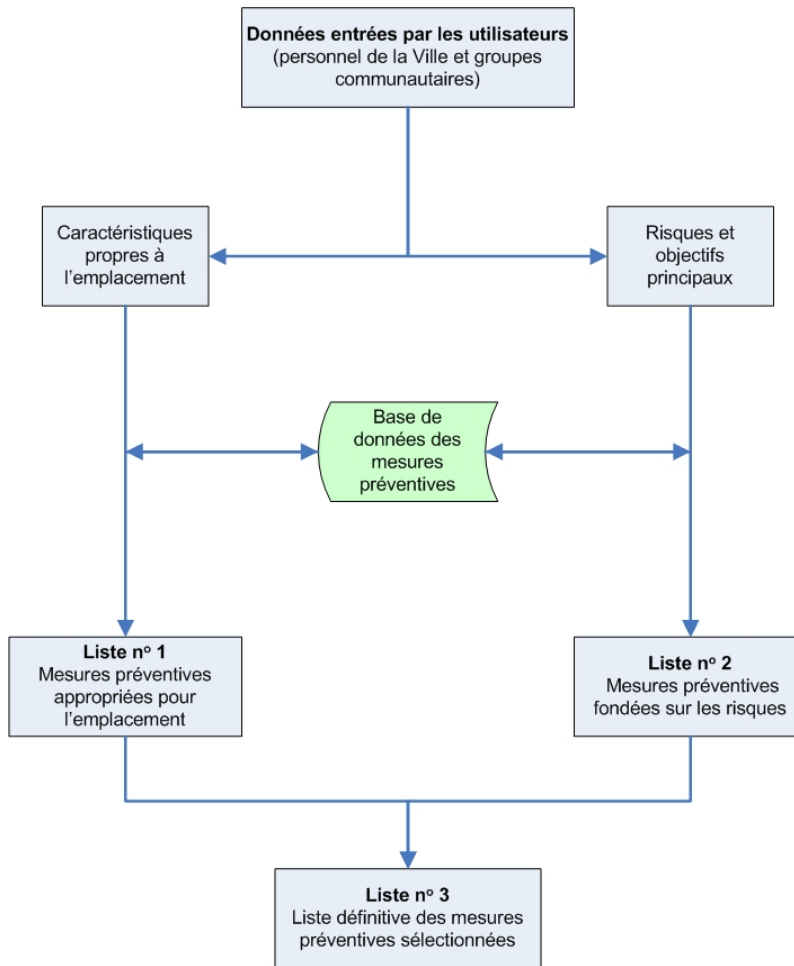 Données entrées par les utilisateurs
(personnel de la Ville et groupes
communautaires)
Caractéristiques
propres à
l'emplacement
Risques et
objectifs
principaux
Base de
données des
mesures
préventives
Liste nº 1
Mesures préventives
appropriées pour
l'emplacement
Liste nº 2
Mesures préventives
fondées sur les risques
Liste nº 3
Liste définitive des mesures
préventives sélectionnées